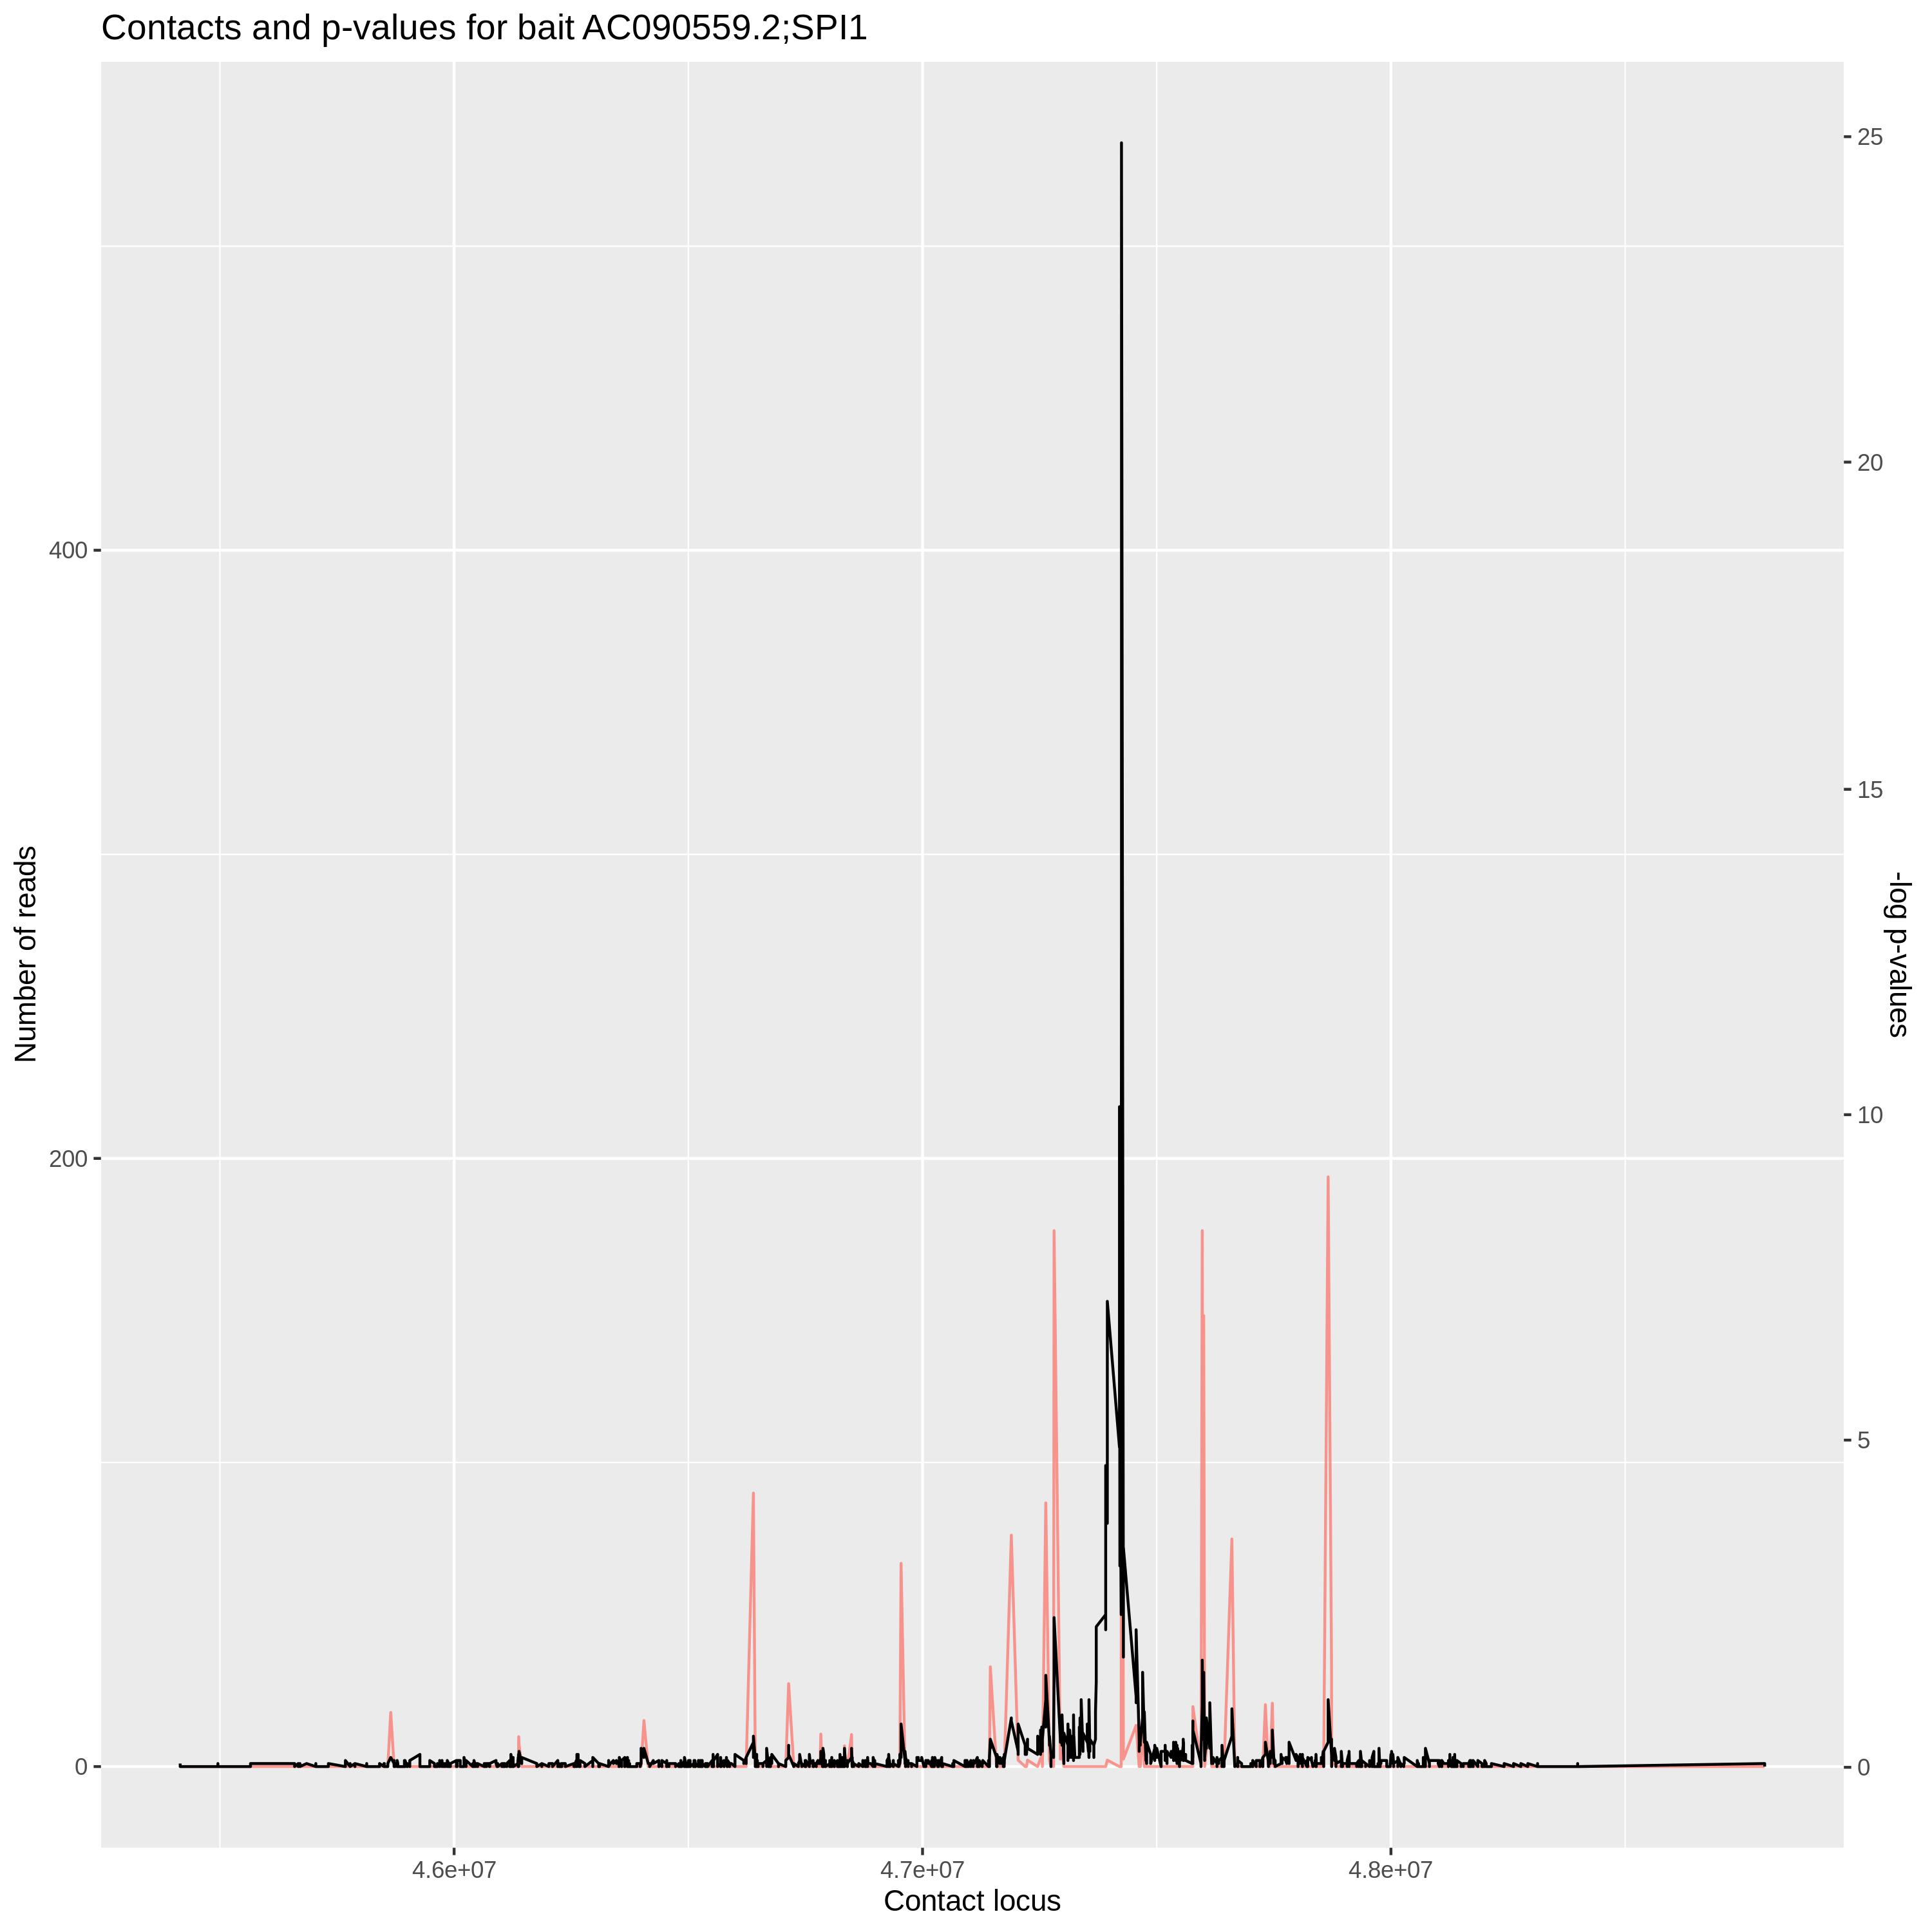 Contacts and p-values for bait AC090559.2;SPI1
25
20
400
15
Number of reads
-log p-values
10
200
5
0
0
4.6e+07
4.7e+07
4.8e+07
Contact locus